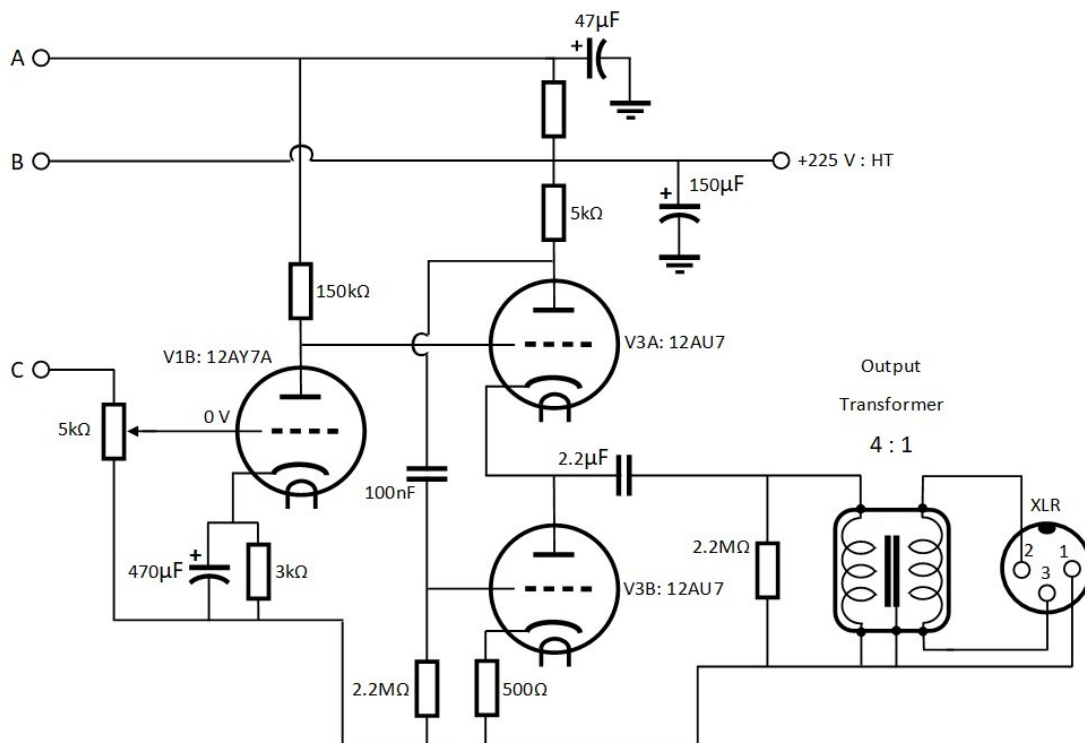 47µF
+
A
B
+225 V : HT
+
150µF
5kΩ
150kΩ
V1B: 12AY7A
V3A: 12AU7
C
0 V
5kΩ
Output
Transformer
4 : 1
2.2µF
100nF
XLR
2
1
3
2.2MΩ
+
470µF
3kΩ
V3B: 12AU7
2.2MΩ
500Ω